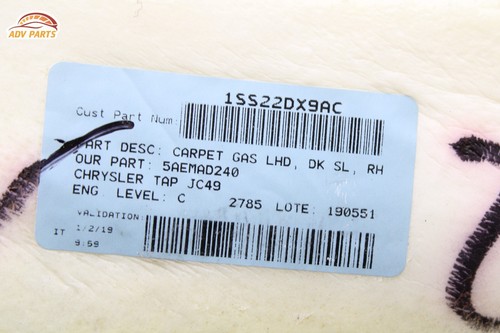 ADV PARTS
1SS22DX9AC
Cust Part Num
PART DESC: CARPET GAS LHD, DK SL, RH
OUR PART: 5AEMAD240
CHRYSLER TAP JC49
ENG LEVEL: C 2785 LOTE: 190551
VALIDATION:
1/2/19
IT 9:59